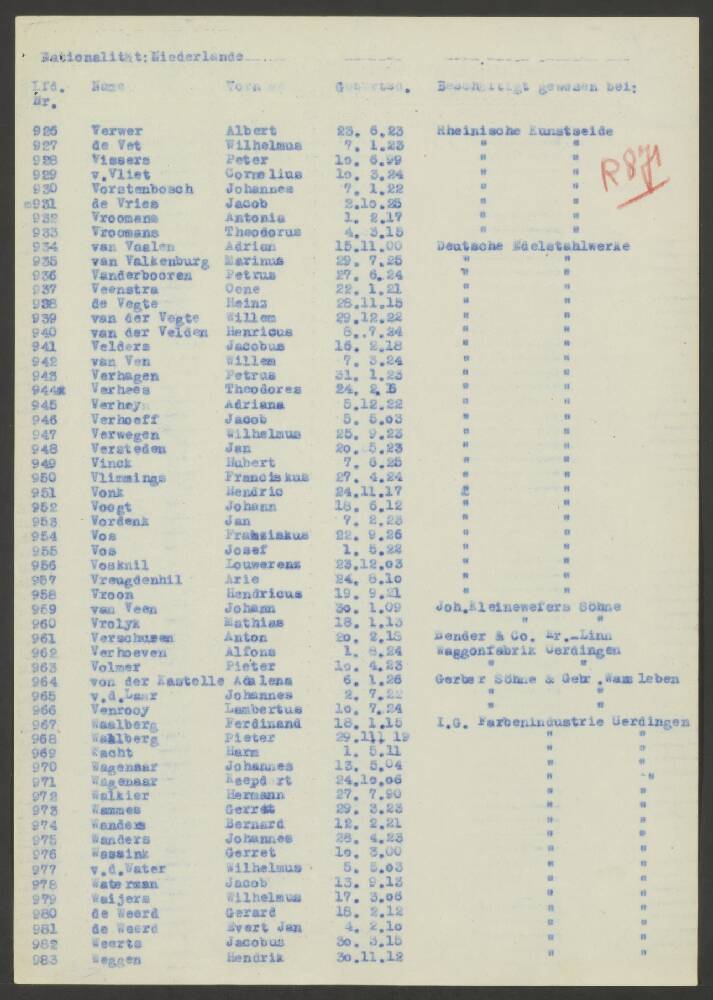 Nationalität: Niederlande
Lfd. Name Vorn Geburtsd. Beschäftigt gewesen bei:
Nr.
926 Verwer Albert 23. 6.23 Rheinische Kunstseide
927 de Vet Wilhelmus 7. 1.23 " "
928 Vissers Peter 1o. 6.99 " "
R 871
929 v.Vliet Cornelius 1o. 3.24 " "
930 Vorstenbosch Johannes 7. 1.22 " "
931 de Vries Jacob 2.10.25 " "
932 Vroomans Antonia 1. 2.17 " "
933 Vroomans Theodorus 4. 3.15 " "
934 van Vaalen Adrian 15.11.00 Deutsche Edelstahlwerke
935 van Valkenburg Marinus 29. 7.25 " "
936 Vanderbooren Petrus 27. 6.24 " "
937 Veenstra Oene 22. 1.21 " "
938 de Vegte Heinz 28.11.15 " "
939 van der Vegte Willem 29.12.22 " "
940 van der Velden Henricus 8. 7.24 " "
941 Velders Jacobus 16. 2.18 " "
942 van Ven Willem 7. 3.24 " "
943 Verhagen Petrus 31. 1.23 " "
944 Verhees Theodores 24. 2. " "
945 Verhey Adriana 5.12.22 " "
946 Verhoeff Jacob 5. 5.o3 " "
947 Verwegen Wilhelmus 25. 9.23 " "
948 Versteden Jan 2o. 5.23 " "
949 Vinck Hubert 7. 6.25 " "
950 Vlimmings Franciskus 27. 4.24 " "
951 Vonk Hendric 24.11.17 "
952 Voogt Johann 18. 6.12 " "
953 Vordenk Jan 7. 2.23 " "
954 Vos Franziskus 22. 9.26 " "
955 Vos Josef 1. 5.22 " "
956 Vosknil Louwerenz 23.12.o3 " "
957 Vreugdenhil Arie 24. 8.1o " "
958 Vroon Hendricus 19. 9.21 " "
959 van Veen Johann 3o. 1.09 Joh.Kleinewefers Söhne
960 Vrolyk Mathias 18. 1.13 " "
961 Verschuren Anton 2o. 2.18 Bender & Co. Kr.-Linn
962 Verhoeven Alfons 1. 8.24 Waggonfabrik Uerdingen
963 Volmer Pieter 1o. 4.23 " "
964 von der Kastelle Adalena 6. 1.26 Gerber Söhne & Gebr. Wansleben
965 v.d.Laar Johannes 2. 7.22 " "
966 Venrooy Lambertus 1o. 7.24 " "
967 Waalberg Ferdinand 18. 1.15 I.G. Farbenindustrie Uerdingen
968 Waalberg Pieter 29.111 19 " "
969 Wacht Harm 1. 5.11 " "
970 Wagenaar Johannes 13. 5.04 " "
971 Wagenaar 24.1o.o6 " "
972 Walkier Hermann 27. 7.90 " "
973 Wammes Gerret 29. 3.23 " "
974 Wanders Bernard 12. 2.21 " "
975 Wanders Johannes 28. 4.23 " "
976 Wassink Gerret 1o. 3.00 " "
977 v.d.Water Wilhelmus 5. 5.o3 " "
978 Waterman Jacob 13. 9.13 " "
979 Weijers Wilhelmus 17. 3.o6 " "
980 de Weerd Gerard 18. 2.12 " "
981 de Weerd Evert Jan 4. 2.1o " "
982 Weerts Jacobus 3o. 3.15 " "
983 Weggen Hendrik 3o.11.12 " "